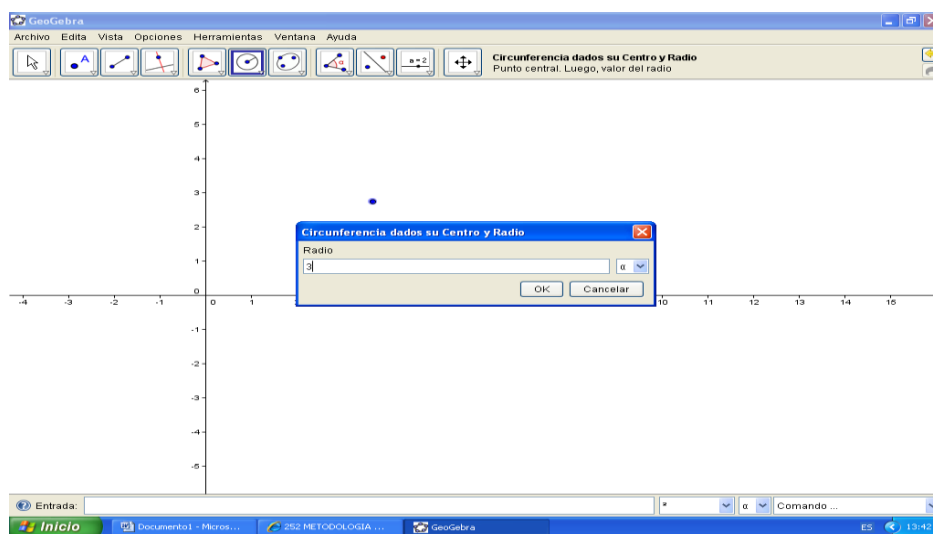 GeoGebra
Archivo Edita Vista Opciones Herramientas Ventana Ayuda
A α a=2 Circunferencia dados su Centro y Radio
Punto central. Luego, valor del radio
6
5
4
3
2
Circunferencia dados su Centro y Radio
Radio
1
3 α
OK Cancelar
0
-4 -3 -2 -1 0 1 10 11 12 13 14 15
-1
-2
-3
-4
-5
Entrada: * α Comando ...
Inicio Documento1 - Micros... 252 METODOLOGIA ... GeoGebra ES 13:42